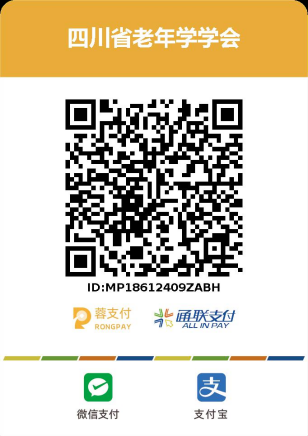 四川省老年学学会
ID:MP18612409ZABH
蓉支付
RONGPAY
通联支付
ALL IN PAY
微信支付
支付宝